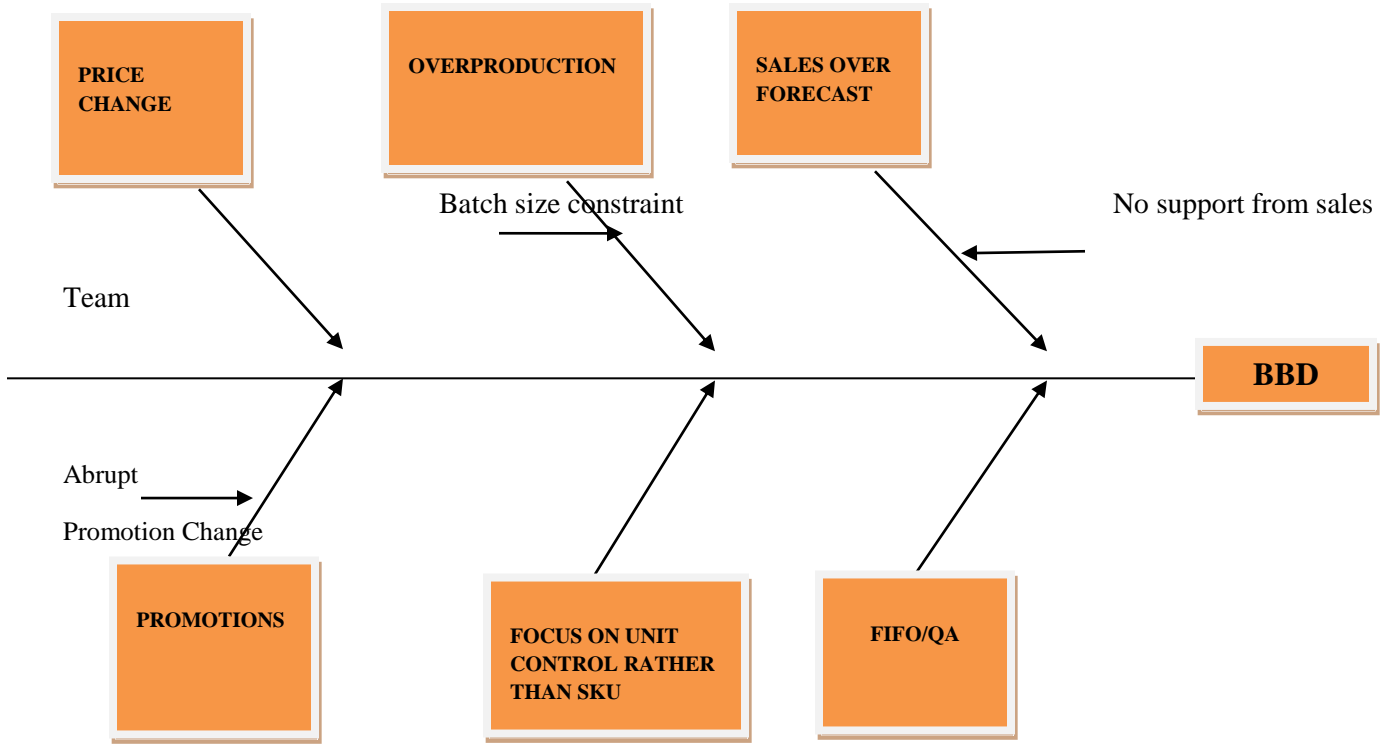 PRICE
CHANGE
OVERPRODUCTION
SALES OVER
FORECAST
Batch size constraint
No support from sales
Team
BBD
Abrupt
Promotion Change
PROMOTIONS
FOCUS ON UNIT
CONTROL RATHER
THAN SKU
FIFO/QA